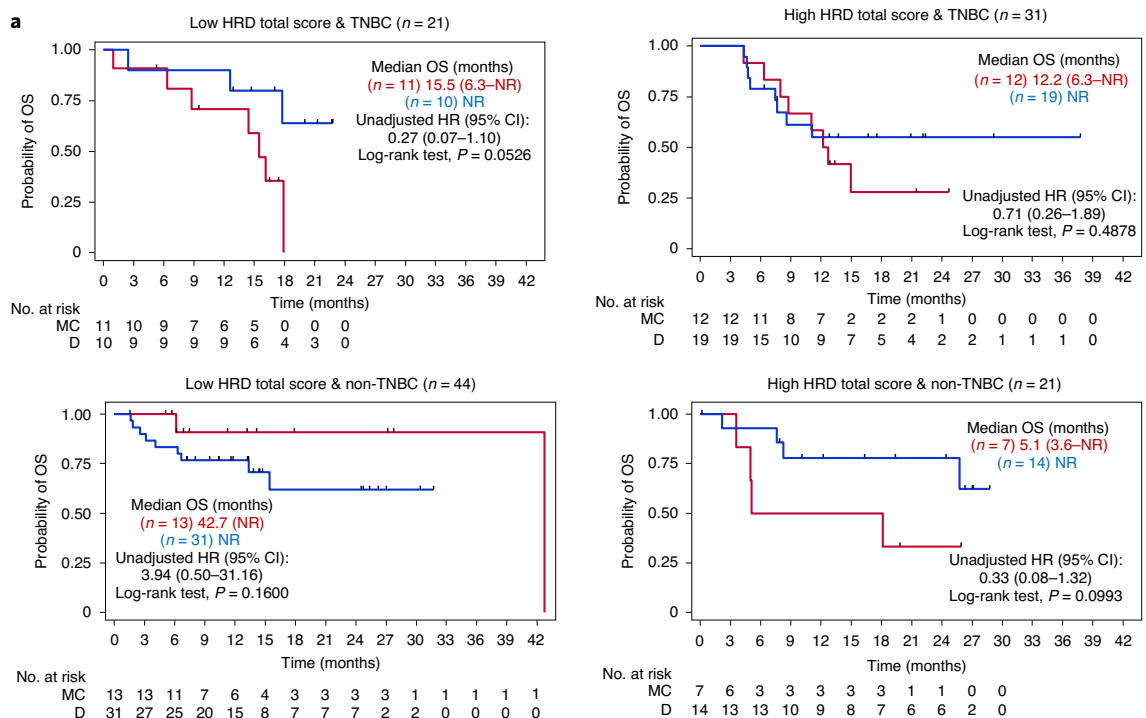 a
Low HRD total score & TNBC (n = 21)
Probability of OS
1.00
0.75
0.50
0.25
0
Median OS (months)
(n = 11) 15.5 (6.3–NR)
(n = 10) NR
Unadjusted HR (95% CI):
0.27 (0.07–1.10)
Log-rank test, P = 0.0526
0 3 6 9 12 15 18 21 24 27 30 33 36 39 42
Time (months)
No. at risk
MC 11 10 9 7 6 5 0 0 0
D 10 9 9 9 9 6 4 3 0
High HRD total score & TNBC (n = 31)
Probability of OS
1.00
0.75
0.50
0.25
0
Median OS (months)
(n = 12) 12.2 (6.3–NR)
(n = 19) NR
Unadjusted HR (95% CI):
0.71 (0.26–1.89)
Log-rank test, P = 0.4878
0 3 6 9 12 15 18 21 24 27 30 33 36 39 42
Time (months)
No. at risk
MC 12 12 11 8 7 2 2 2 1 0 0 0 0 0
D 19 19 15 10 9 7 5 4 2 2 1 1 1 0
Low HRD total score & non-TNBC (n = 44)
Probability of OS
1.00
0.75
0.50
0.25
0
Median OS (months)
(n = 13) 42.7 (NR)
(n = 31) NR
Unadjusted HR (95% CI):
3.94 (0.50–31.16)
Log-rank test, P = 0.1600
0 3 6 9 12 15 18 21 24 27 30 33 36 39 42
Time (months)
No. at risk
MC 13 13 11 7 6 4 3 3 3 3 1 1 1 1 1
D 31 27 25 20 15 8 7 7 7 2 2 0 0 0 0
High HRD total score & non-TNBC (n = 21)
Probability of OS
1.00
0.75
0.50
0.25
0
Median OS (months)
(n = 7) 5.1 (3.6–NR)
(n = 14) NR
Unadjusted HR (95% CI):
0.33 (0.08–1.32)
Log-rank test, P = 0.0993
0 3 6 9 12 15 18 21 24 27 30 33 36 39 42
Time (months)
No. at risk
MC 7 6 3 3 3 3 3 1 1 0 0
D 14 13 13 10 9 8 7 6 6 2 0